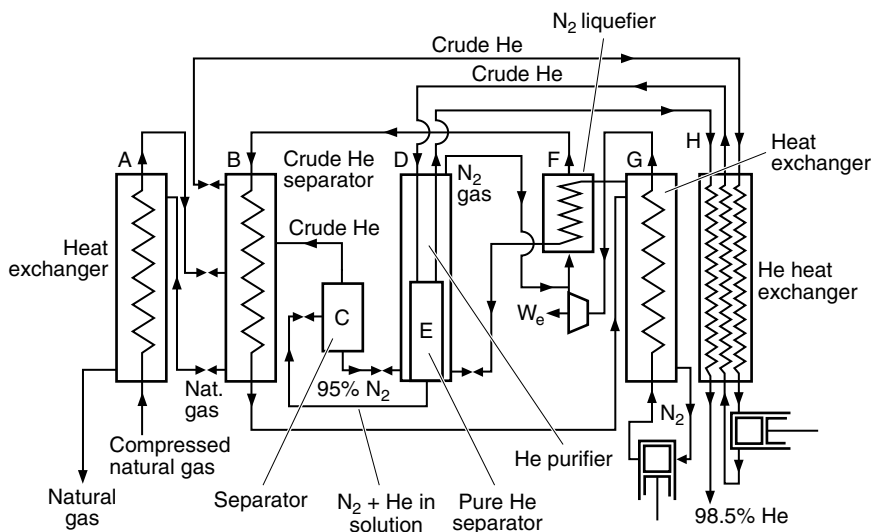 N2 liquefier
Crude He
Crude He
A
B
Crude He
separator
D
N2
gas
F
G
H
Heat
exchanger
Heat
exchanger
Crude He
C
E
We
He heat
exchanger
Nat.
gas
95% N2
N2
Compressed
natural gas
Natural
gas
Separator
N2 + He in
solution
Pure He
separator
He purifier
98.5% He